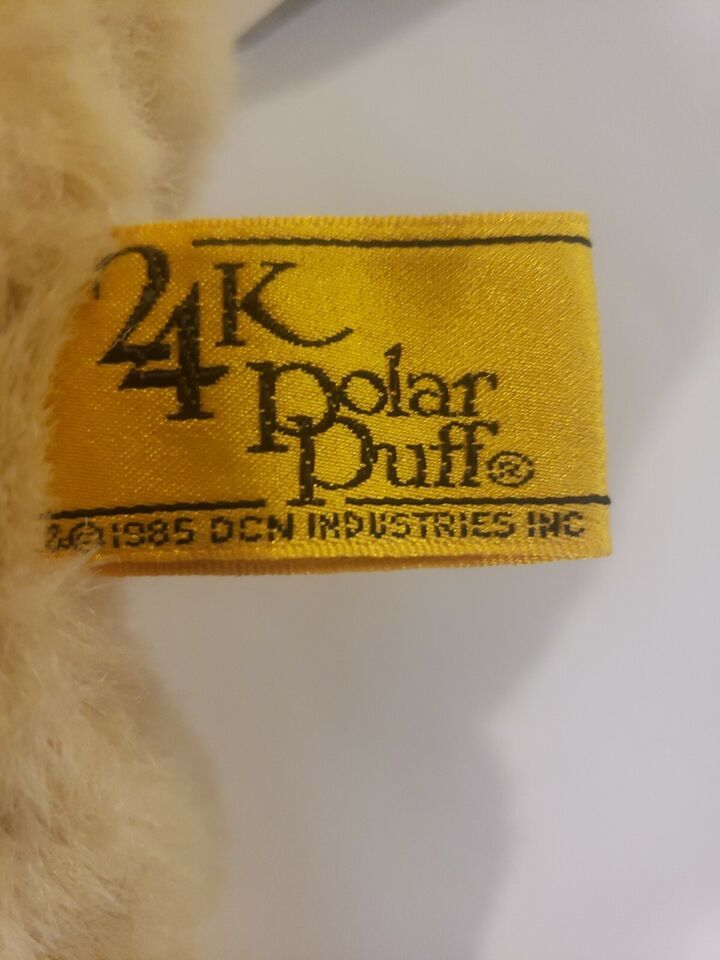 24K
Polar
Puff®
&©1985 DCN INDUSTRIES INC